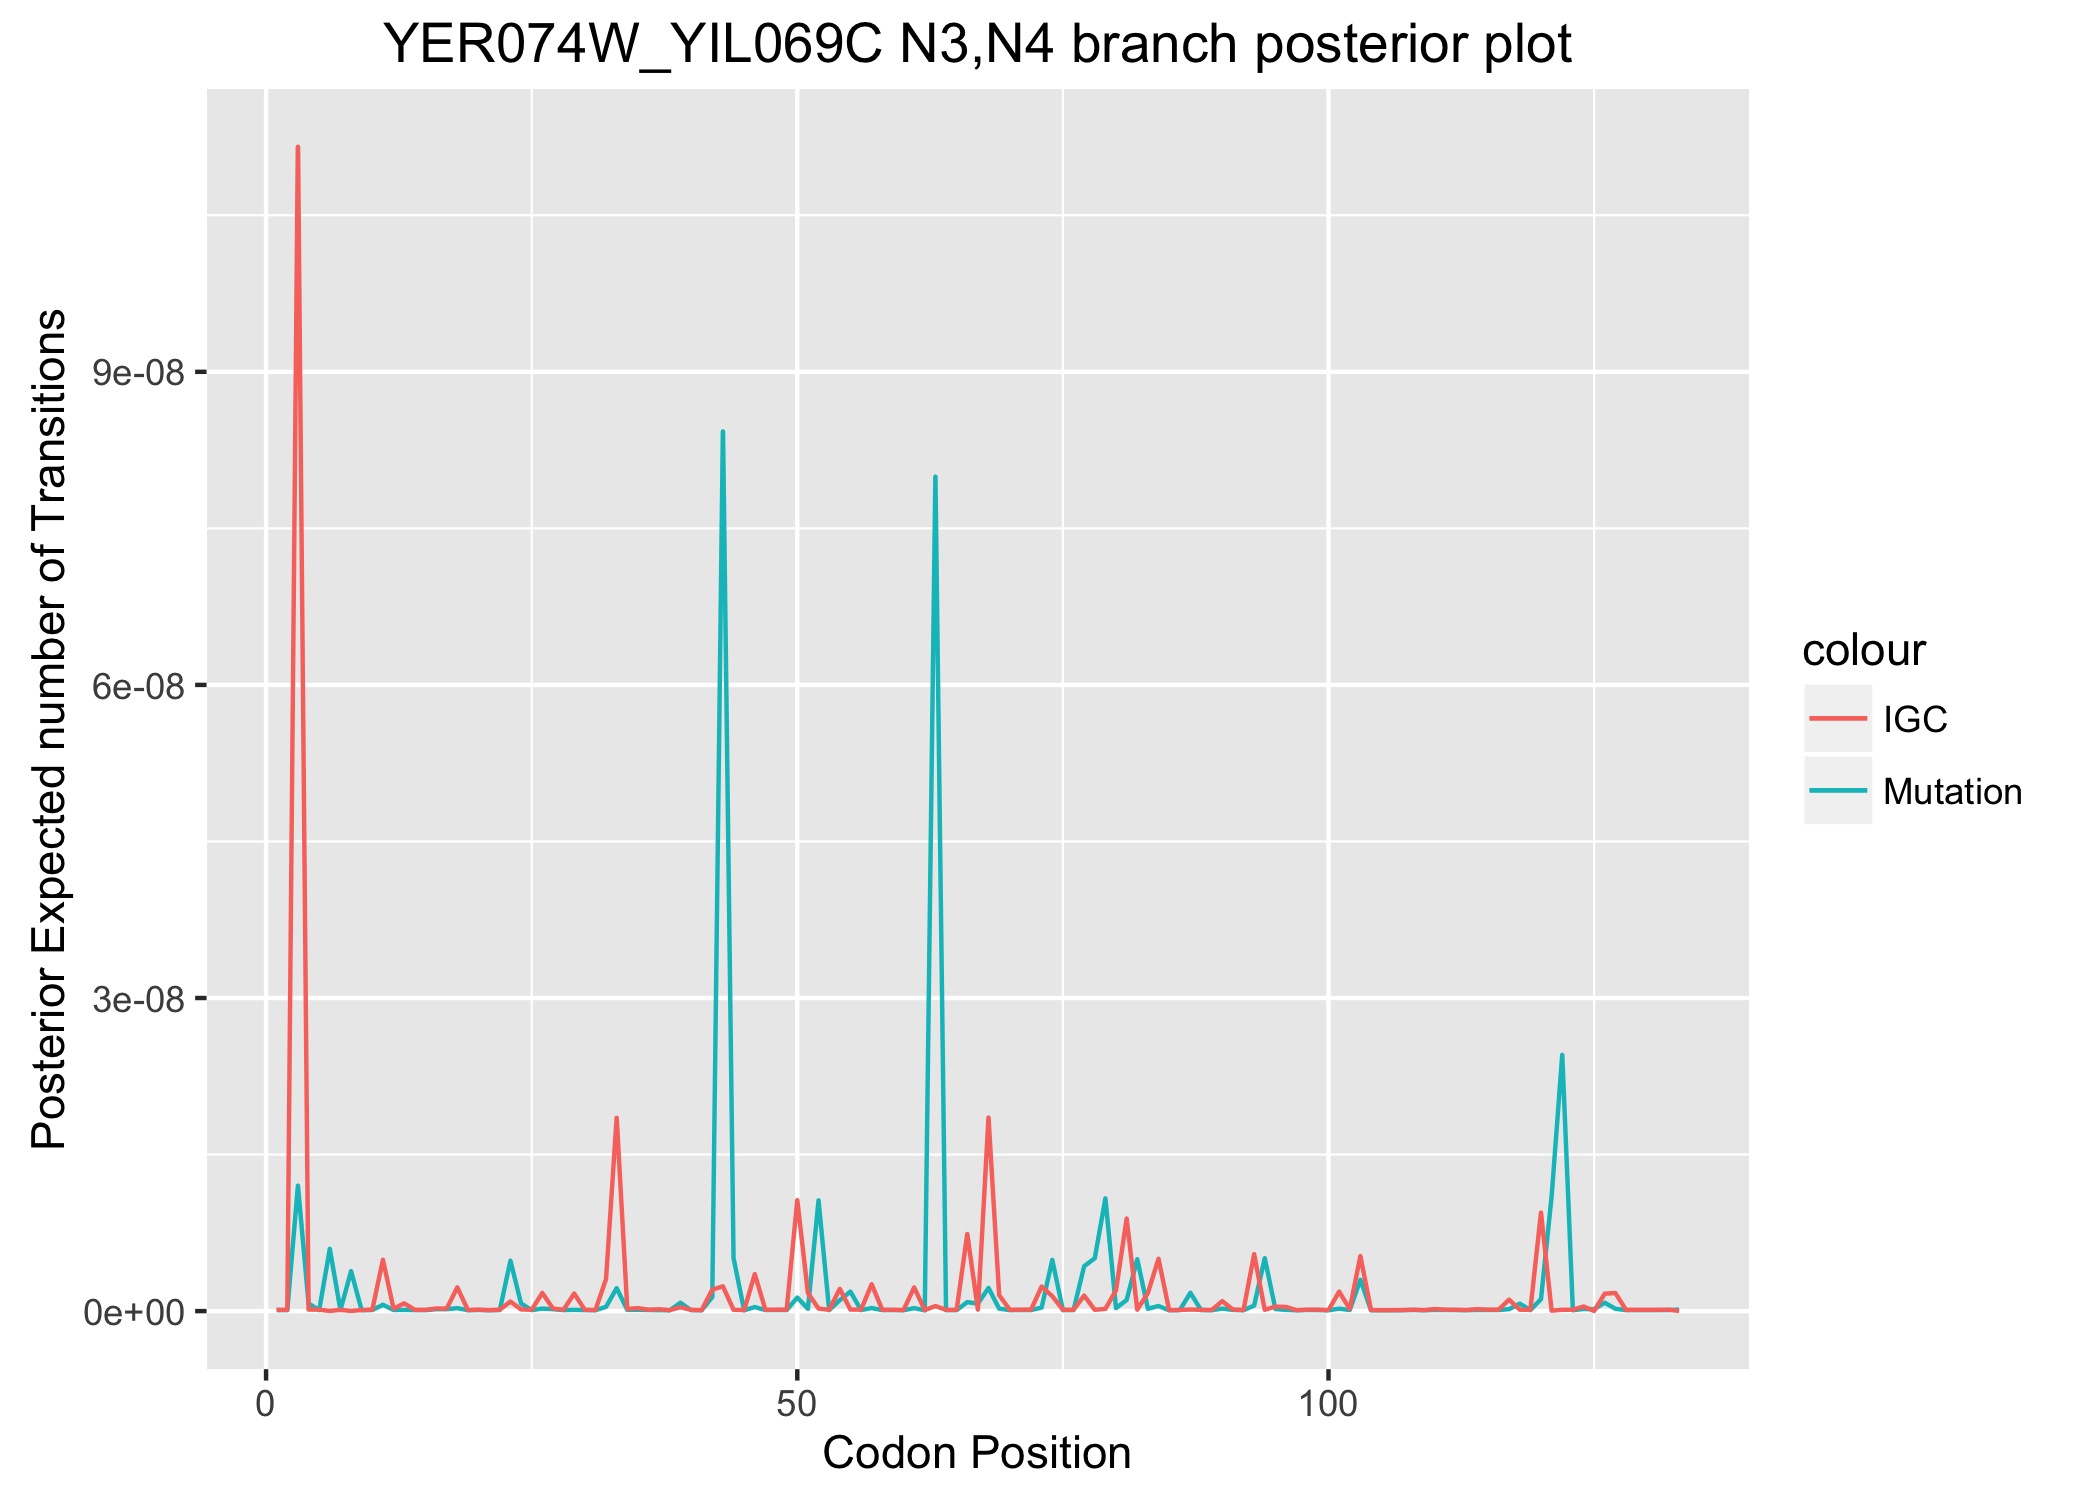 YER074W_YIL069C N3,N4 branch posterior plot
Posterior Expected number of Transitions
9e-08
6e-08
3e-08
0e+00
0
50
100
Codon Position
colour
IGC
Mutation